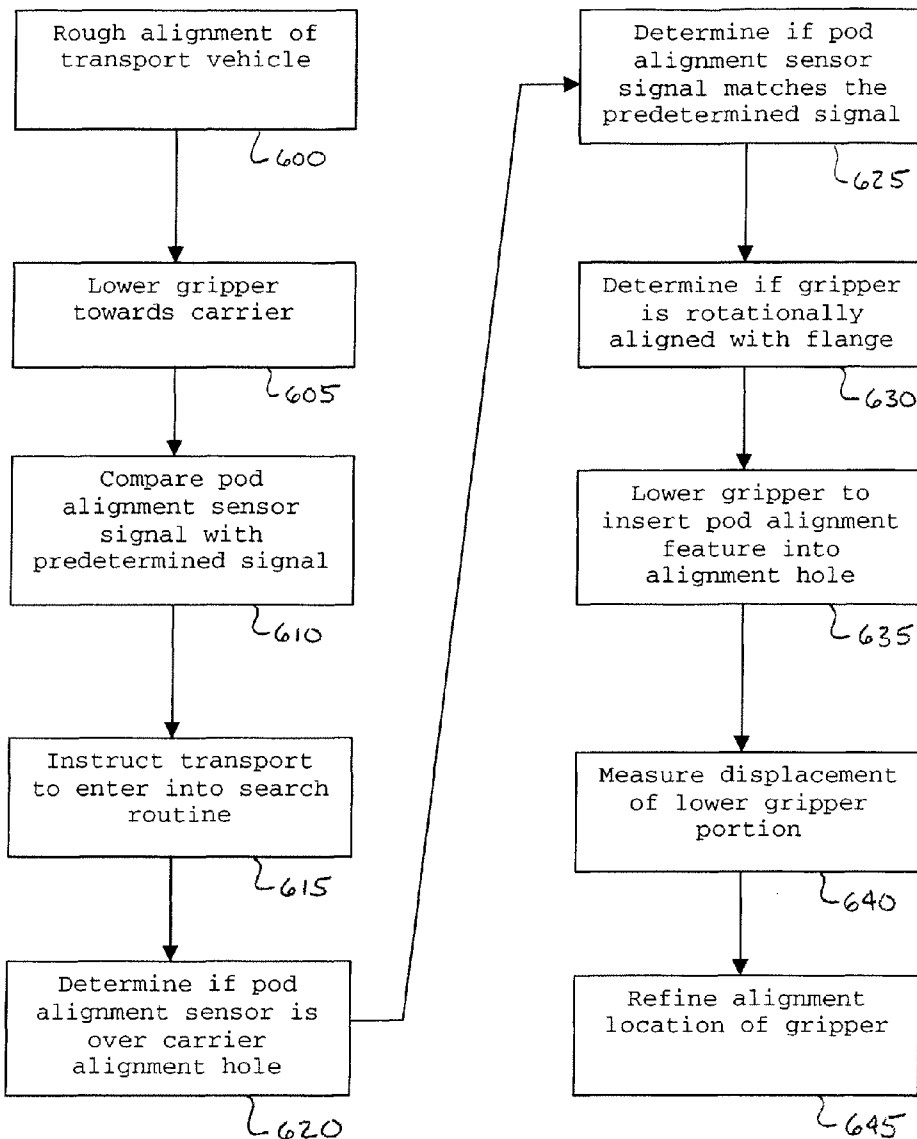 Rough alignment of
transport vehicle
600
Lower gripper
towards carrier
605
Compare pod
alignment sensor
signal with
predetermined signal
610
Instruct transport
to enter into search
routine
615
Determine if pod
alignment sensor is
over carrier
alignment hole
620
Determine if pod
alignment sensor
signal matches the
predetermined signal
625
Determine if gripper
is rotationally
aligned with flange
630
Lower gripper to
insert pod alignment
feature into
alignment hole
635
Measure displacement
of lower gripper
portion
640
Refine alignment
location of gripper
645